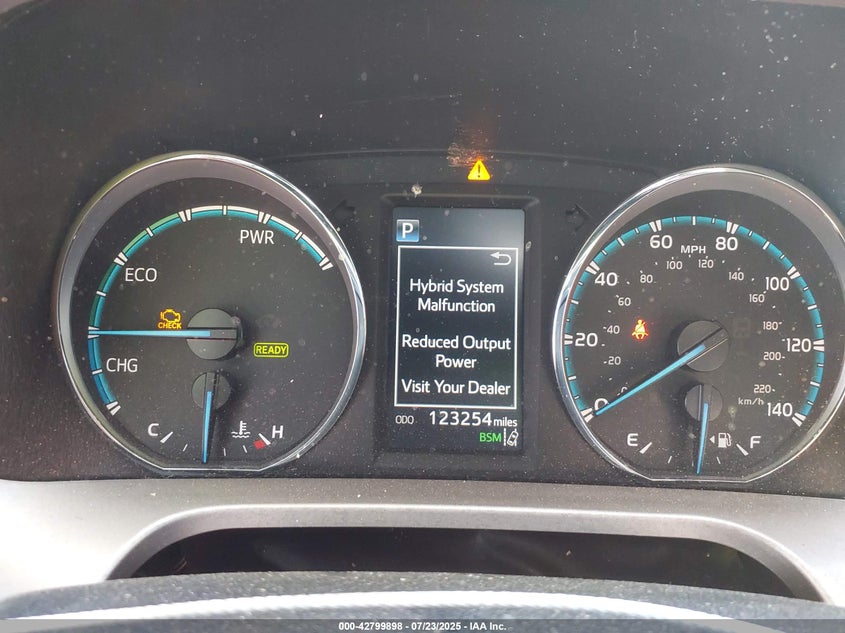 PWR
ECO
CHECK
READY
CHG
C
H
P
Hybrid System
Malfunction
Reduced Output
Power
Visit Your Dealer
ODO 123254 miles
BSM
MPH
0
20
40
60
80
100
120
140
20
40
60
80
100
120
140
160
180
200
220
km/h
E
F
000-42799898 - 07/23/2025 - IAA Inc.